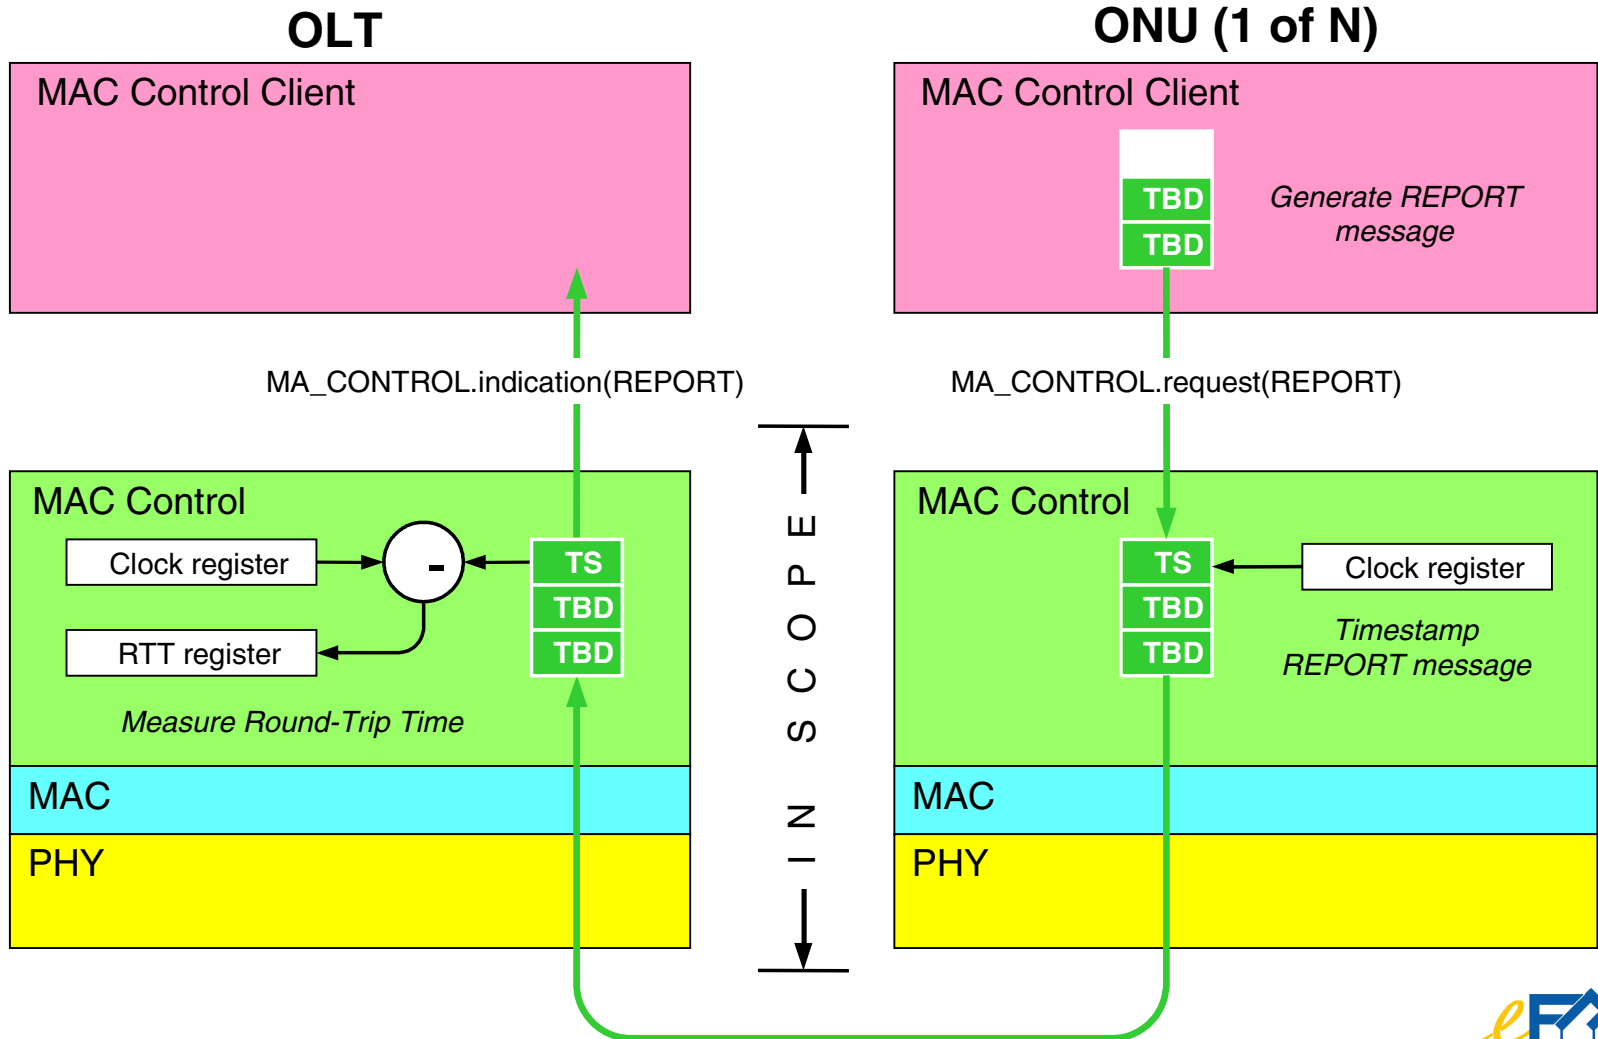 OLT
MAC Control Client
MA_CONTROL.indication(REPORT)
MAC Control
Clock register
-
TS
TBD
TBD
RTT register
Measure Round-Trip Time
MAC
PHY
IN SCOPE
ONU (1 of N)
MAC Control Client
TBD
TBD
Generate REPORT
message
MA_CONTROL.request(REPORT)
MAC Control
TS
TBD
TBD
Clock register
Timestamp
REPORT message
MAC
PHY